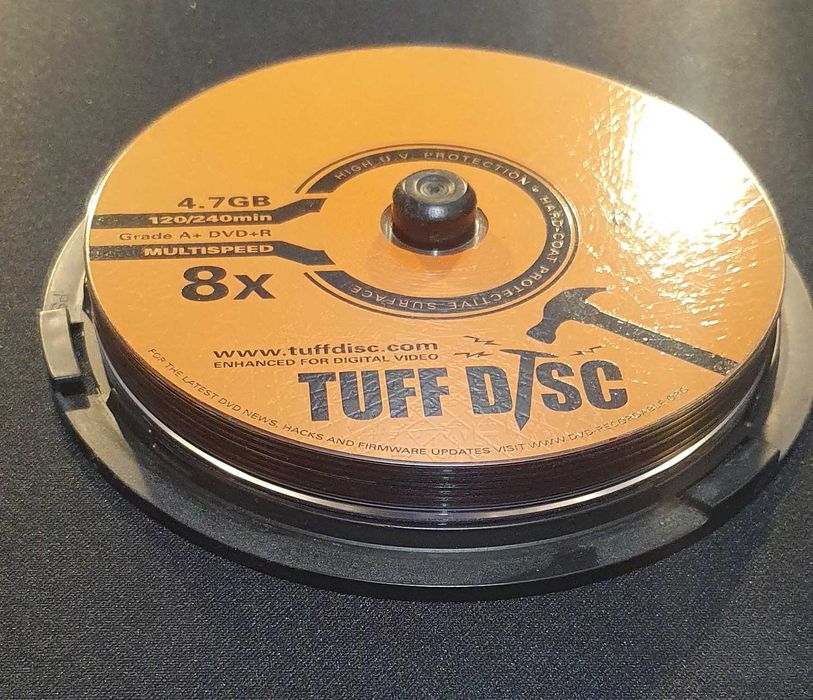 HIGH U.V. PROTECTION + HARD-COAT PROTECTIVE SURFACE
4.7GB
120/240min
Grade A+ DVD+R
MULTISPEED
8x
www.tuffdisc.com
ENHANCED FOR DIGITAL VIDEO
TUFF DISC
FOR THE LATEST DVD NEWS, HACKS AND FIRMWARE UPDATES VISIT WWW.DVD-RECORDABLE.ORG